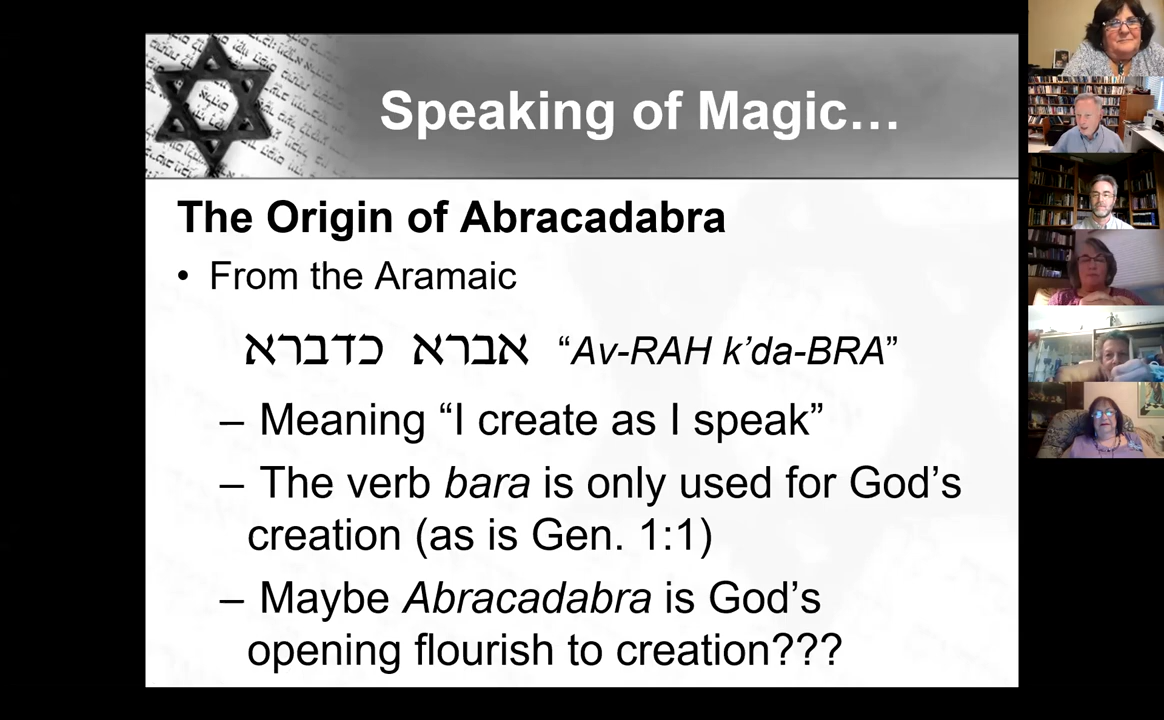 Speaking of Magic…
The Origin of Abracadabra
• From the Aramaic
אברא כדברא “Av-RAH k’da-BRA”
– Meaning “I create as I speak”
– The verb bara is only used for God’s
creation (as is Gen. 1:1)
– Maybe Abracadabra is God’s
opening flourish to creation???